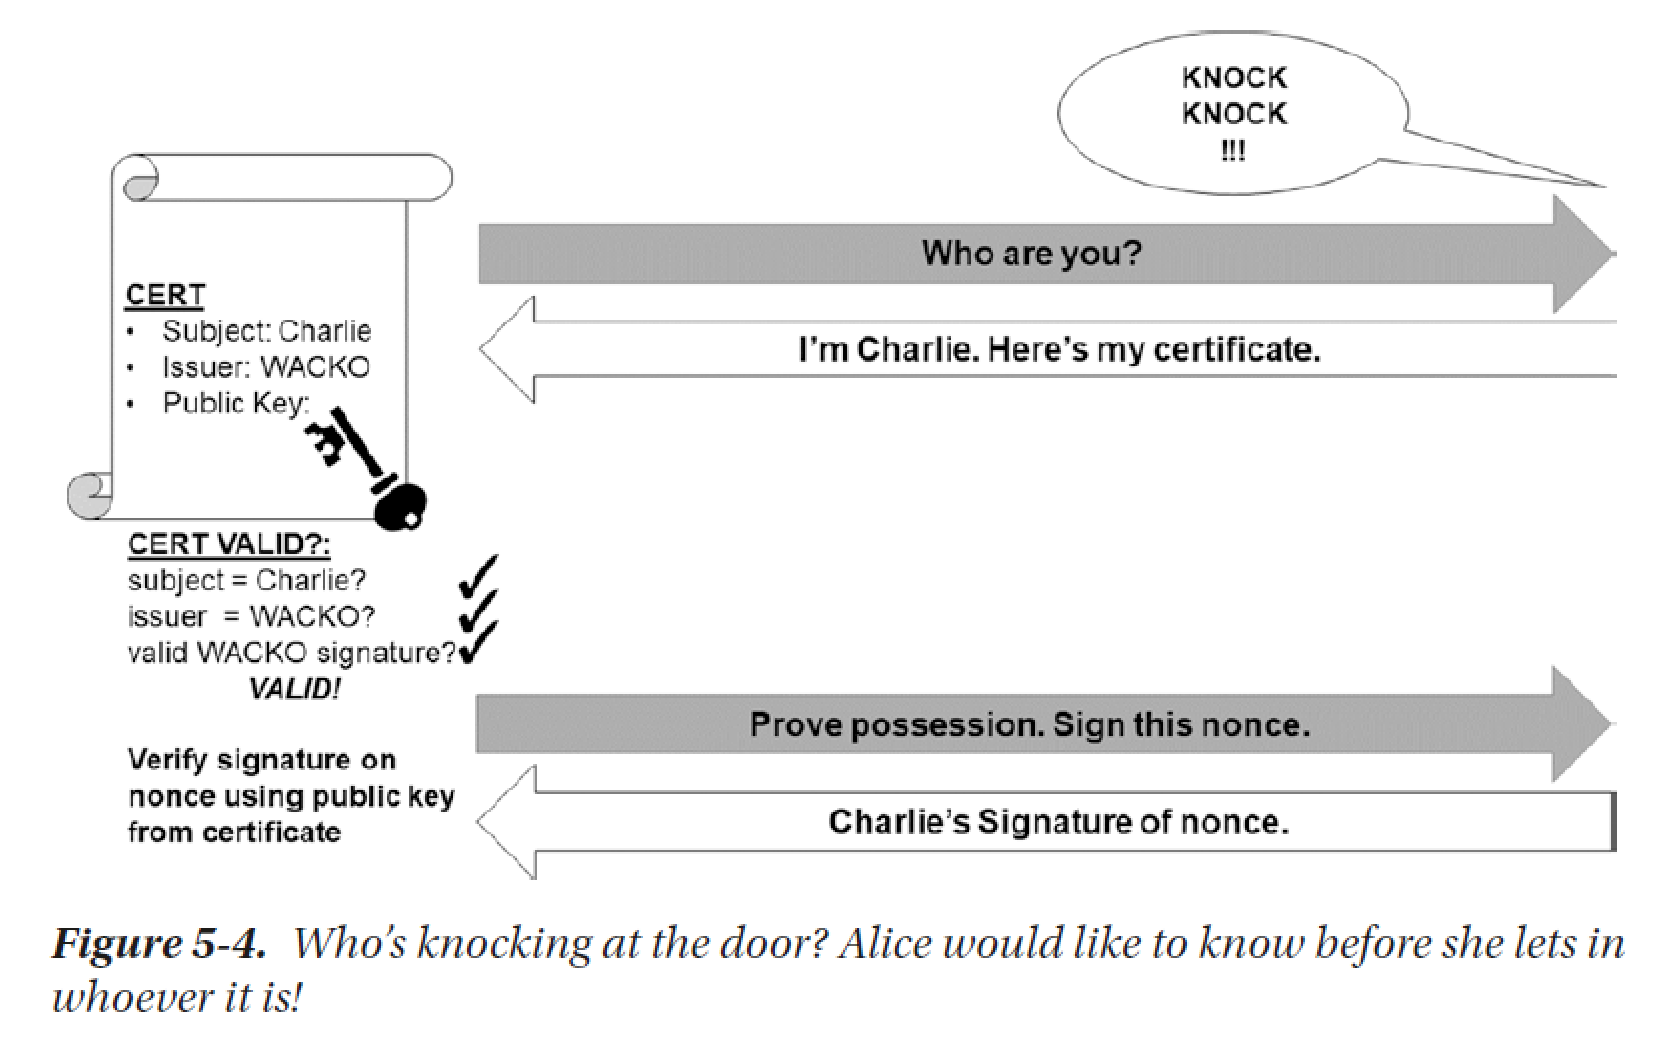 KNOCK
KNOCK
!!!
Who are you?
I'm Charlie. Here's my certificate.
CERT
• Subject: Charlie
• Issuer: WACKO
• Public Key:
CERT VALID?:
subject = Charlie?
issuer = WACKO?
valid WACKO signature?
VALID!
Prove possession. Sign this nonce.
Verify signature on
nonce using public key
from certificate
Charlie's Signature of nonce.
Figure 5-4. Who's knocking at the door? Alice would like to know before she lets in
whoever it is!